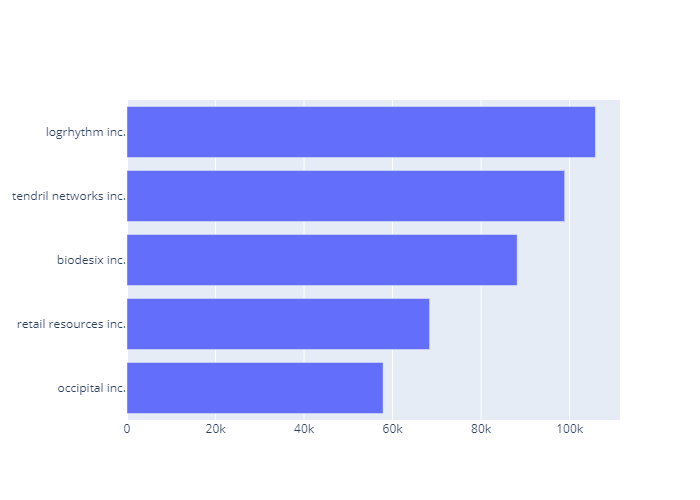 logrhythm inc.
tendril networks inc.
biodesix inc.
retail resources inc.
occipital inc.
0 20k 40k 60k 80k 100k